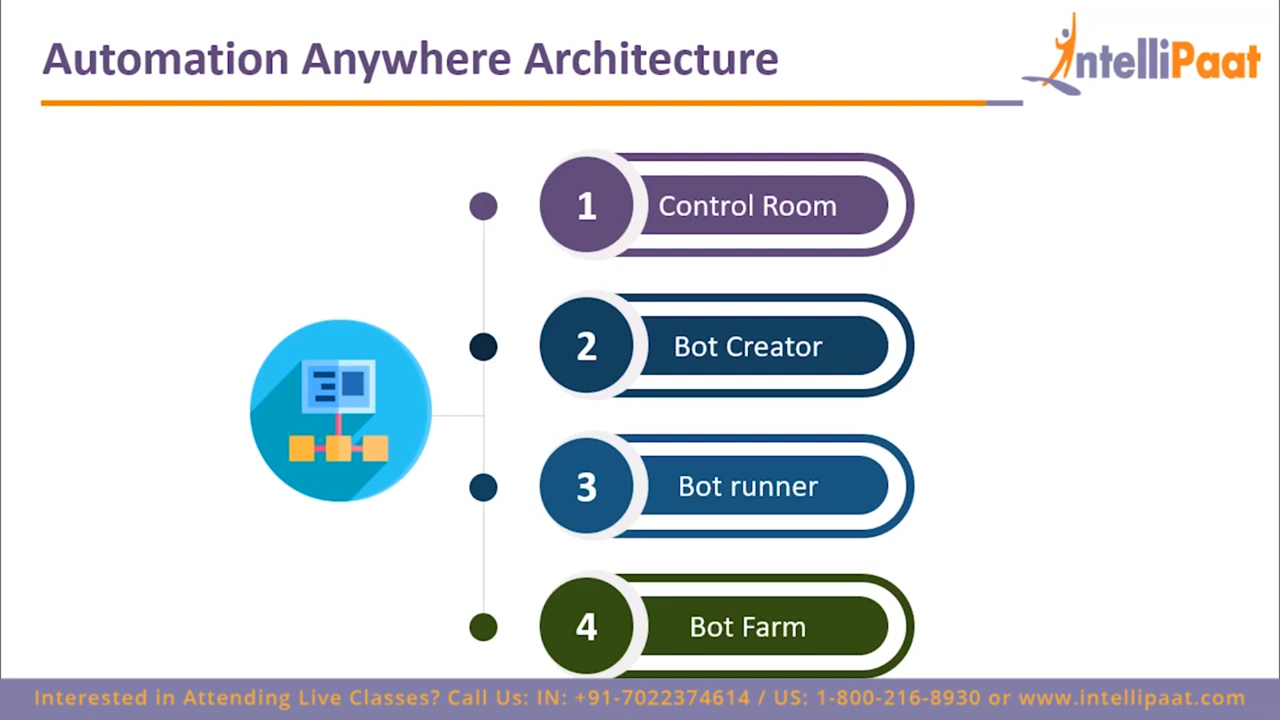 Automation Anywhere Architecture
IntelliPaat
1 Control Room
2 Bot Creator
3 Bot runner
4 Bot Farm
Interested in Attending Live Classes? Call Us: IN: +91-7022374614 / US: 1-800-216-8930 or www.intellipaat.com